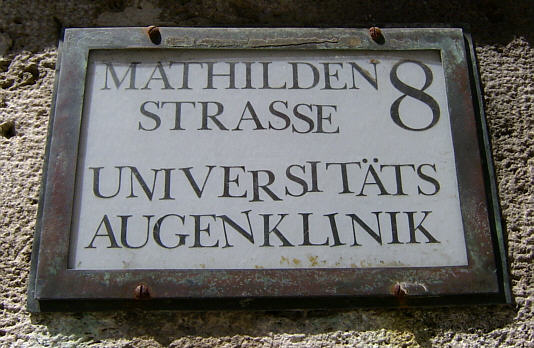 MATHILDEN 8
STRASSE
UNIVERSITÄTS
AUGENKLINIK